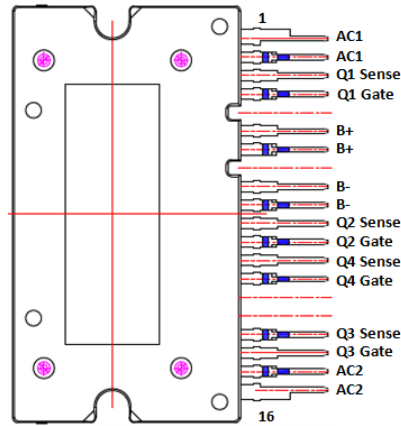 1
AC1
AC1
Q1 Sense
Q1 Gate
B+
B+
B-
B-
Q2 Sense
Q2 Gate
Q4 Sense
Q4 Gate
Q3 Sense
Q3 Gate
AC2
AC2
16